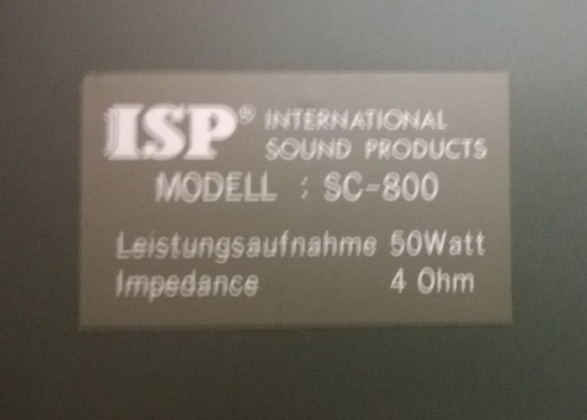 ISP® INTERNATIONAL
SOUND PRODUCTS
MODELL : SC-800
Leistungsaufnahme 50Watt
Impedance 4 Ohm